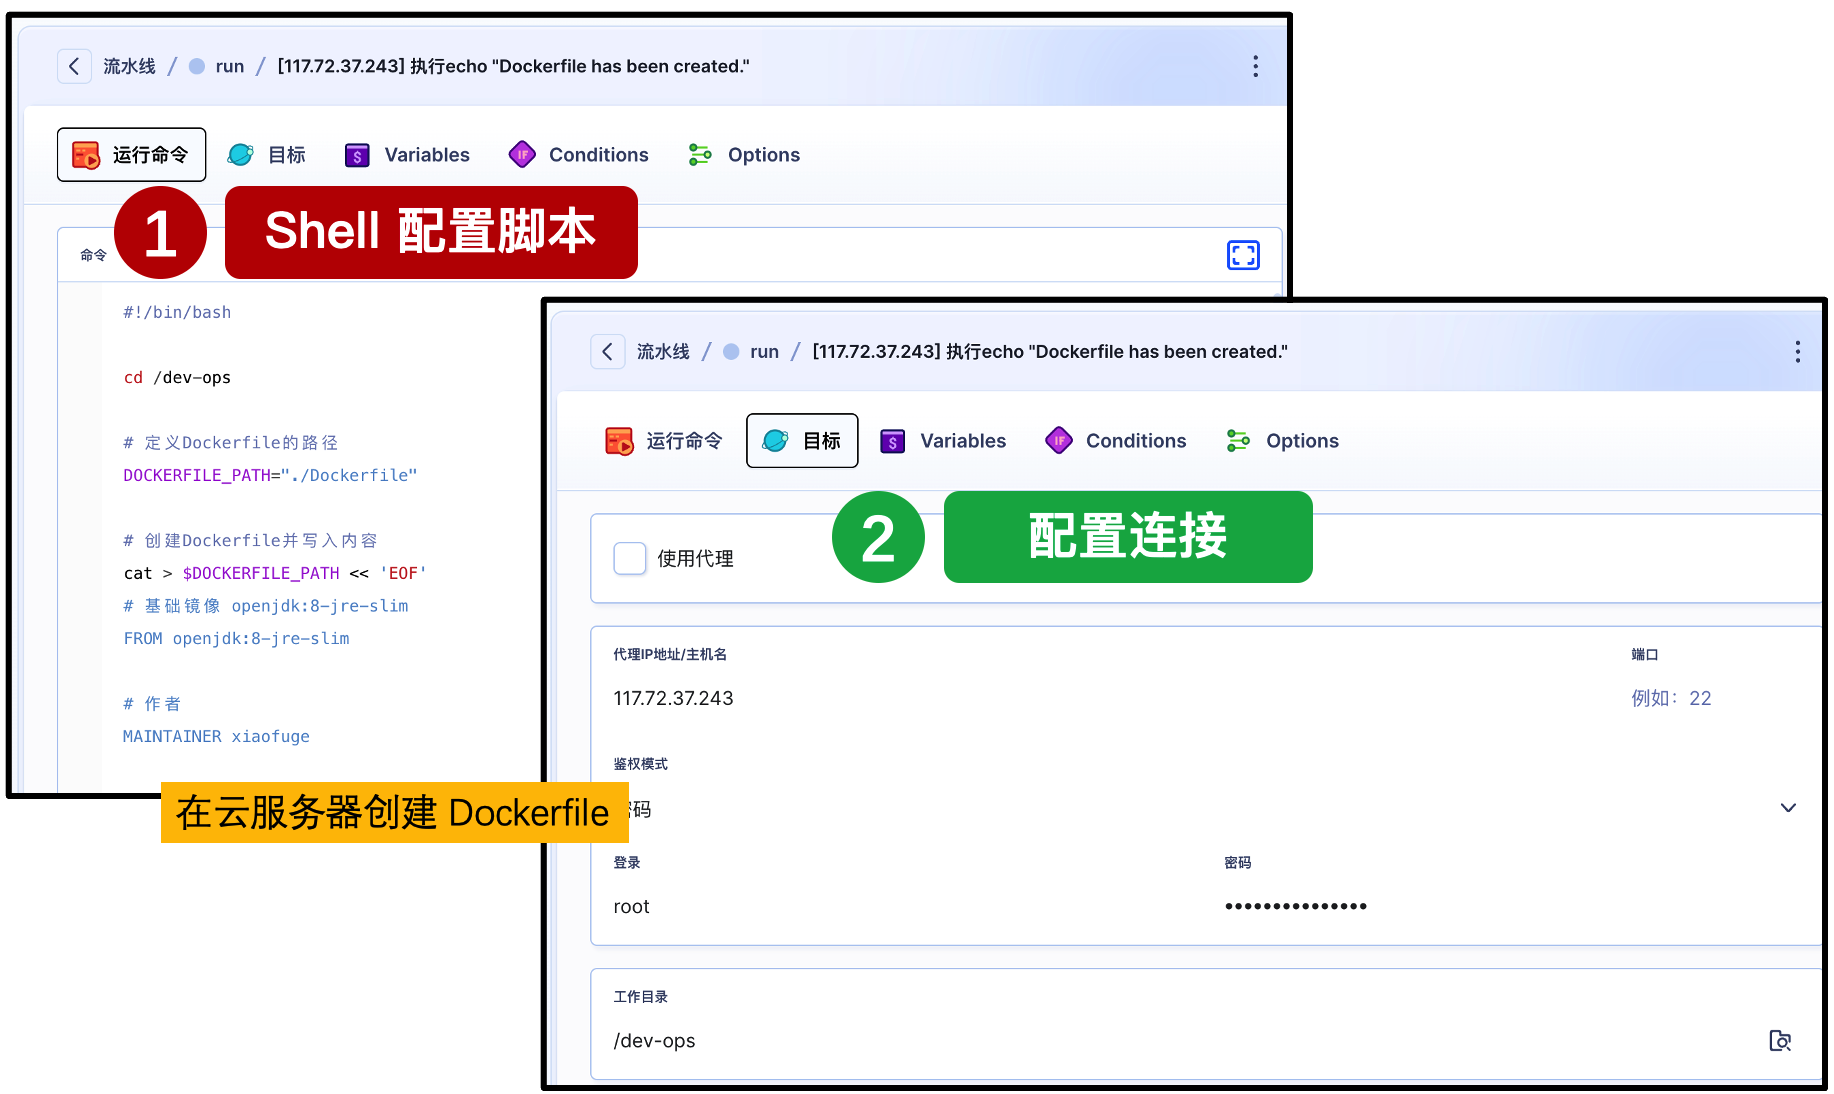 流水线 / run / [117.72.37.243] 执行echo "Dockerfile has been created."
运行命令 目标 Variables Conditions Options
1 Shell 配置脚本
命令
#!/bin/bash
cd /dev-ops
# 定义Dockerfile的路径
DOCKERFILE_PATH="./Dockerfile"
# 创建Dockerfile并写入内容
cat > $DOCKERFILE_PATH << 'EOF'
# 基础镜像 openjdk:8-jre-slim
FROM openjdk:8-jre-slim
# 作者
MAINTAINER xiaofuge
在云服务器创建 Dockerfile
流水线 / run / [117.72.37.243] 执行echo "Dockerfile has been created."
运行命令 目标 Variables Conditions Options
2 配置连接
使用代理
代理IP地址/主机名 端口
117.72.37.243 例如：22
鉴权模式
码
登录 密码
root •••••••••••••••
工作目录
/dev-ops